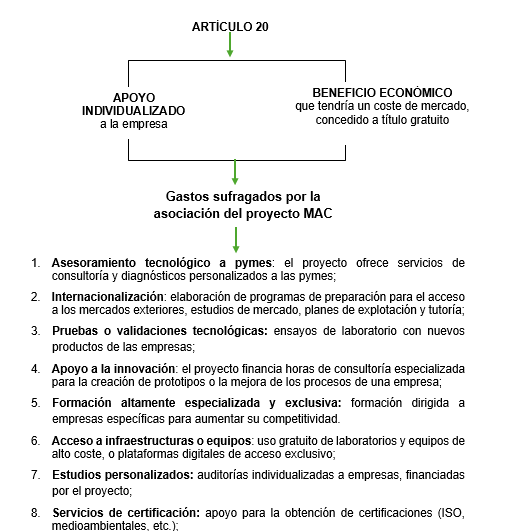 ARTÍCULO 20
APOYO
INDIVIDUALIZADO
a la empresa
BENEFICIO ECONÓMICO
que tendría un coste de mercado,
concedido a título gratuito
Gastos sufragados por la
asociación del proyecto MAC
1. Asesoramiento tecnológico a pymes: el proyecto ofrece servicios de
consultoría y diagnósticos personalizados a las pymes;
2. Internacionalización: elaboración de programas de preparación para el acceso
a los mercados exteriores, estudios de mercado, planes de explotación y tutoría;
3. Pruebas o validaciones tecnológicas: ensayos de laboratorio con nuevos
productos de las empresas;
4. Apoyo a la innovación: el proyecto financia horas de consultoría especializada
para la creación de prototipos o la mejora de los procesos de una empresa;
5. Formación altamente especializada y exclusiva: formación dirigida a
empresas específicas para aumentar su competitividad.
6. Acceso a infraestructuras o equipos: uso gratuito de laboratorios y equipos de
alto coste, o plataformas digitales de acceso exclusivo;
7. Estudios personalizados: auditorías individualizadas a empresas, financiadas
por el proyecto;
8. Servicios de certificación: apoyo para la obtención de certificaciones (ISO,
medioambientales, etc.);